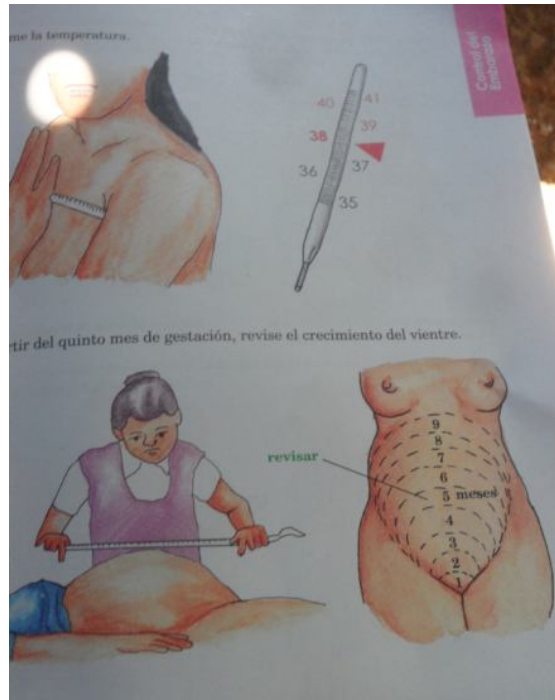 me la temperatura.
Control del
Embarazo
40 41
38 39
36 37
35
tir del quinto mes de gestación, revise el crecimiento del vientre.
revisar
9
8
7
6
5 meses
4
3
2
1